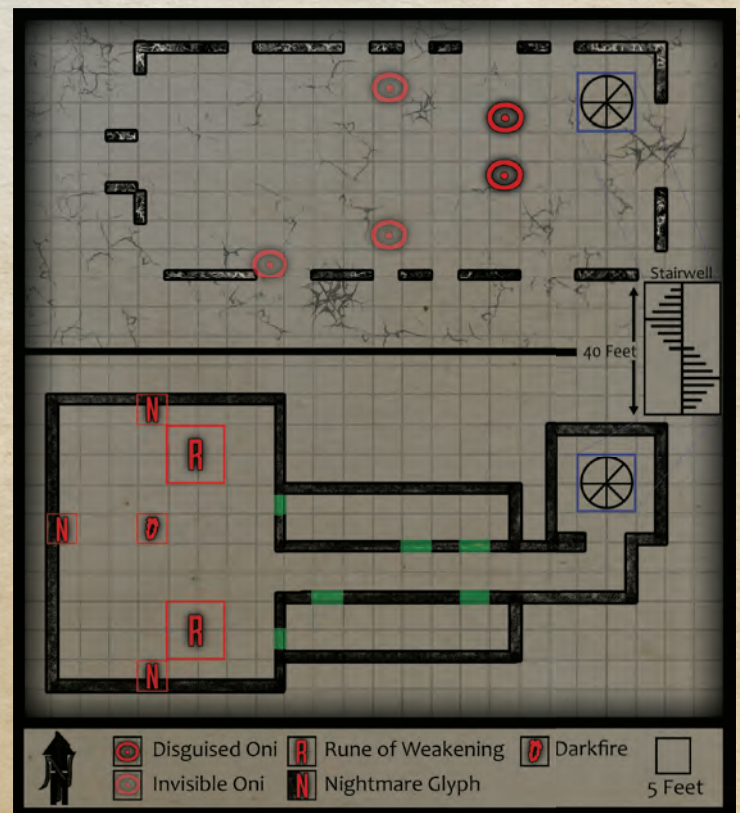 Stairwell
40 Feet
N
R
N
D
R
N
N
Disguised Oni
R
Rune of Weakening
D
Darkfire
Invisible Oni
N
Nightmare Glyph
5 Feet